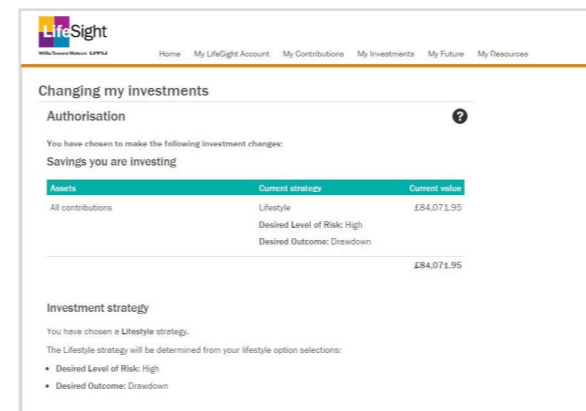 LifeSight
Willis Towers Watson
Home My LifeSight Account My Contributions My Investments My Future My Resources
Changing my investments
Authorisation
?
You have chosen to make the following investment changes:
Savings you are investing
Assets Current strategy Current value
All contributions Lifestyle £84,071.95
Desired Level of Risk: High
Desired Outcome: Drawdown
£84,071.95
Investment strategy
You have chosen a Lifestyle strategy.
The Lifestyle strategy will be determined from your lifestyle option selections:
• Desired Level of Risk: High
• Desired Outcome: Drawdown